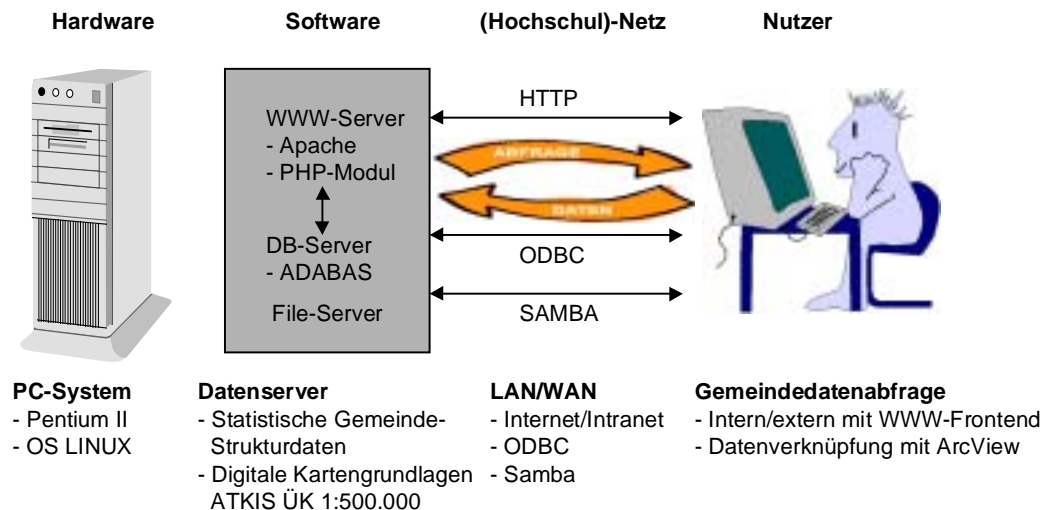 Hardware
Software
(Hochschul)-Netz
Nutzer
WWW-Server
- Apache
- PHP-Modul
DB-Server
- ADABAS
File-Server
HTTP
ABFRAGE
DATEN
ODBC
SAMBA
PC-System
- Pentium II
- OS LINUX
Datenserver
- Statistische Gemeinde-
Strukturdaten
- Digitale Kartengrundlagen
ATKIS ÜK 1:500.000
LAN/WAN
- Internet/Intranet
- ODBC
- Samba
Gemeindedatenabfrage
- Intern/extern mit WWW-Frontend
- Datenverknüpfung mit ArcView